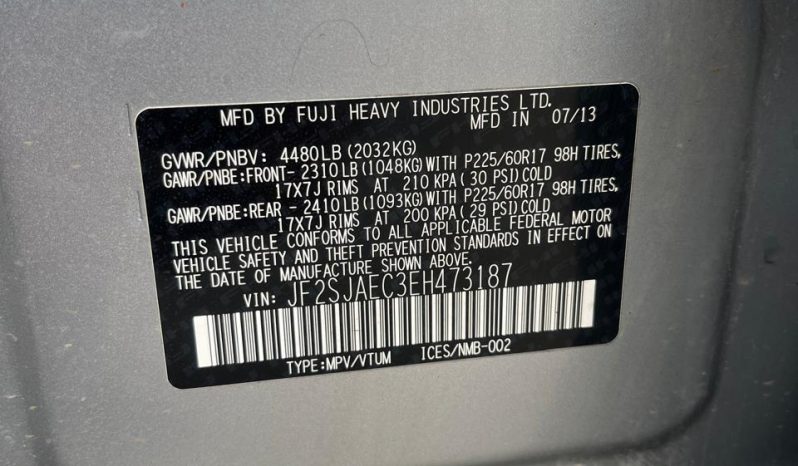 MFD BY FUJI HEAVY INDUSTRIES LTD.
MFD IN 07/13
GVWR/PNBV: 4480LB(2032KG)
GAWR/PNBE:FRONT- 2310LB(1048KG)WITH P225/60R17 98H TIRES,
17X7J RIMS AT 210 KPA( 30 PSI)COLD
GAWR/PNBE:REAR - 2410LB(1093KG)WITH P225/60R17 98H TIRES,
17X7J RIMS AT 200 KPA( 29 PSI)COLD
THIS VEHICLE CONFORMS TO ALL APPLICABLE FEDERAL MOTOR
VEHICLE SAFETY AND THEFT PREVENTION STANDARDS IN EFFECT ON
THE DATE OF MANUFACTURE SHOWN ABOVE.
VIN: JF2SJAEC3EH473187
TYPE:MPV/VTUM ICES/NMB-002